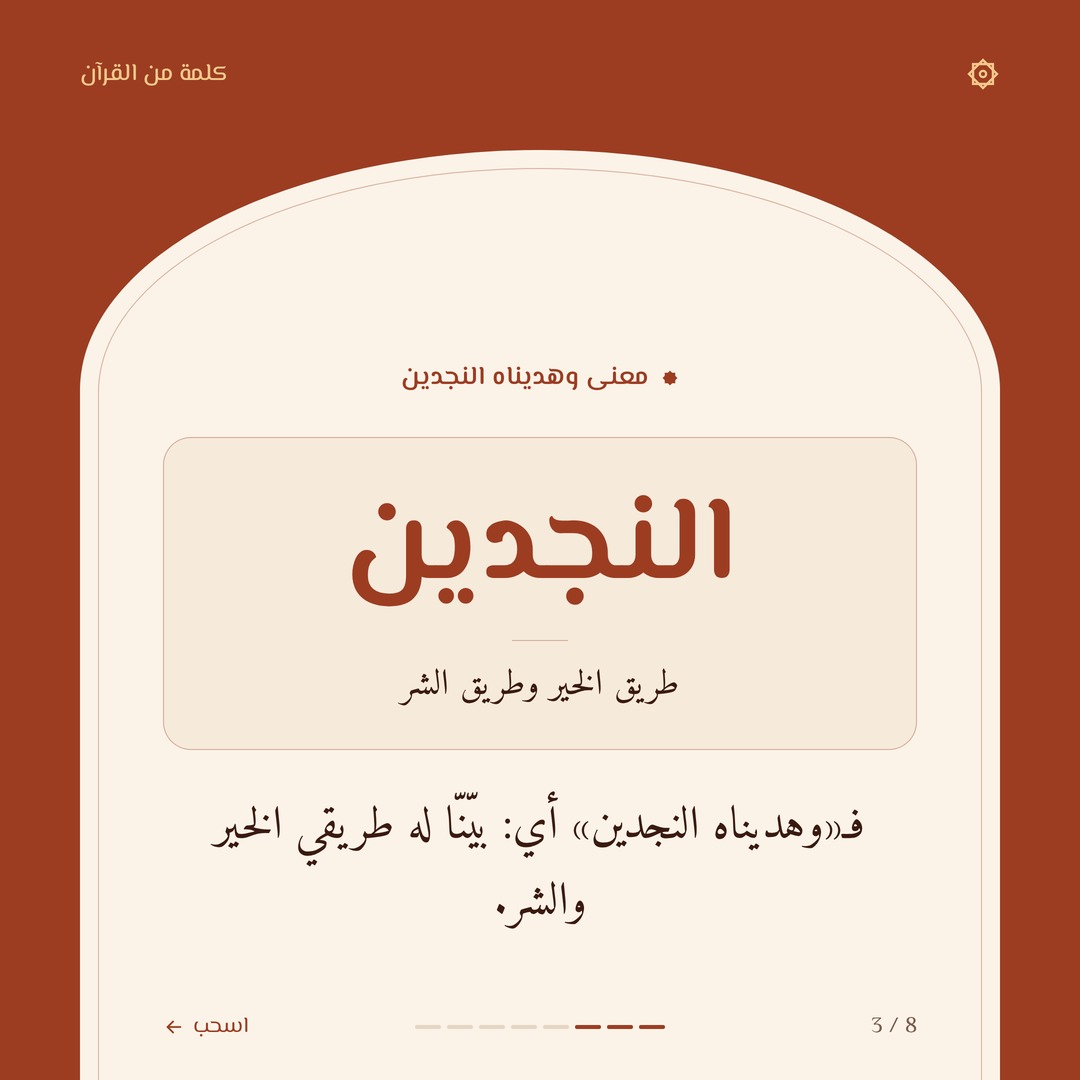 كلمة من القرآن
معنى وهديناه النجدين
النجدين
طريق الخير وطريق الشر
فـ«وهديناه النجدين» أي: بيّنّا له طريقي الخير
والشر.
3 / 8
اسحب ←